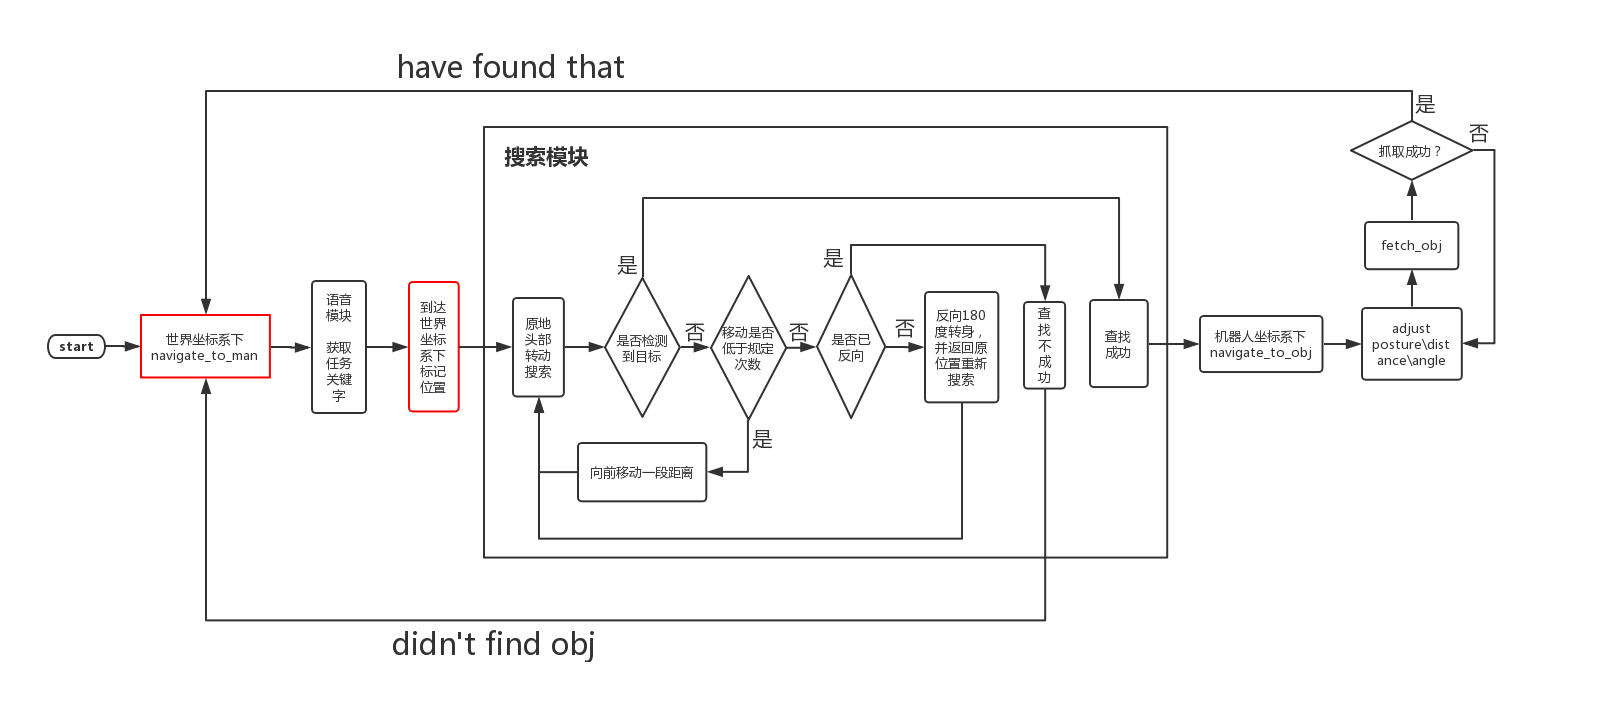 have found that
是
否
抓取成功？
搜索模块
fetch_obj
是
是
语音
模块
获取
任务
关键
字
到达
世界
坐标
系下
标记
位置
原地
头部
转动
搜索
是否检测
到目标
否
移动是否
低于规定
次数
否
是否已
反向
否
反向180
度转身，
并返回原
位置重新
搜索
查
找
不
成
功
查找
成功
start
世界坐标系下
navigate_to_man
机器人坐标系下
navigate_to_obj
adjust
posture\dist
ance\angle
是
向前移动一段距离
didn't find obj